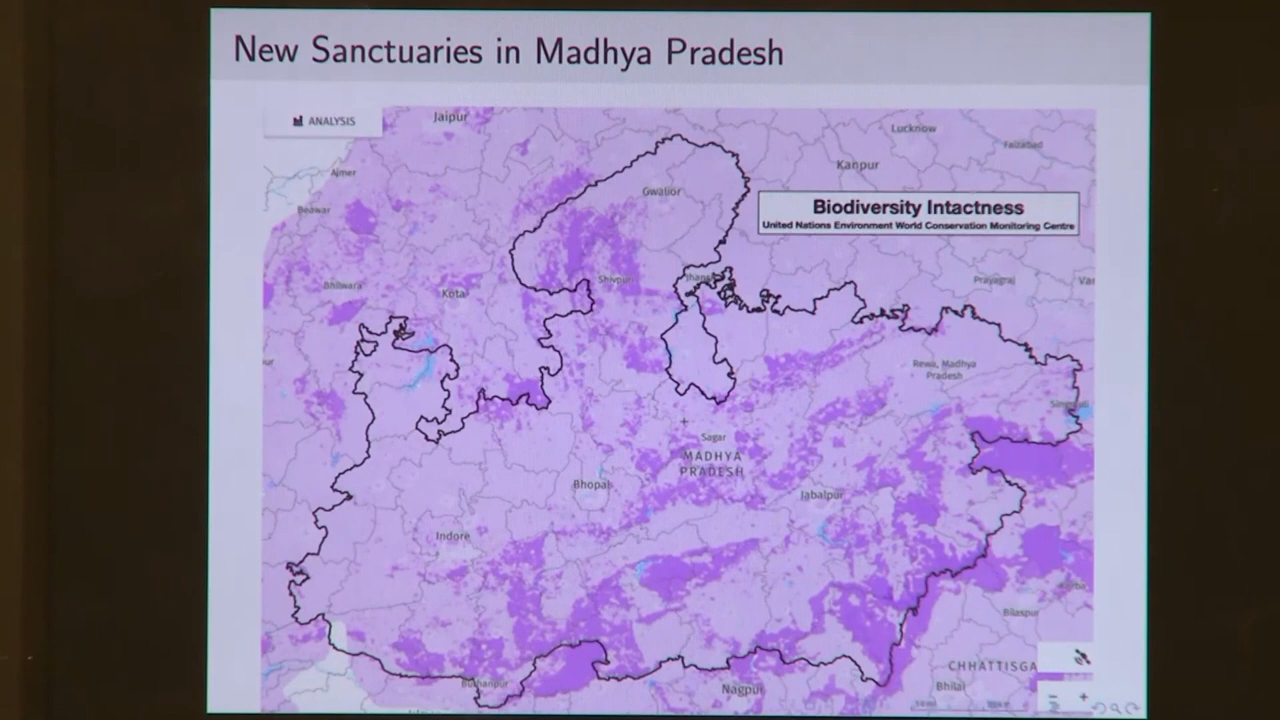 New Sanctuaries in Madhya Pradesh
ANALYSIS
Jaipur
Lucknow
Faizabad
Kanpur
Ajmer
Gwalior
Beawar
Biodiversity Intactness
United Nations Environment World Conservation Monitoring Centre
Shivpuri
Jhansi
Prayagraj
Bhilwara
Kota
Rewa, Madhya
Pradesh
Sagar
MADHYA
PRADESH
Bhopal
Jabalpur
Indore
Korba
Bilaspur
CHHATTISGA
Burhanpur
Nagpur
Bhilai